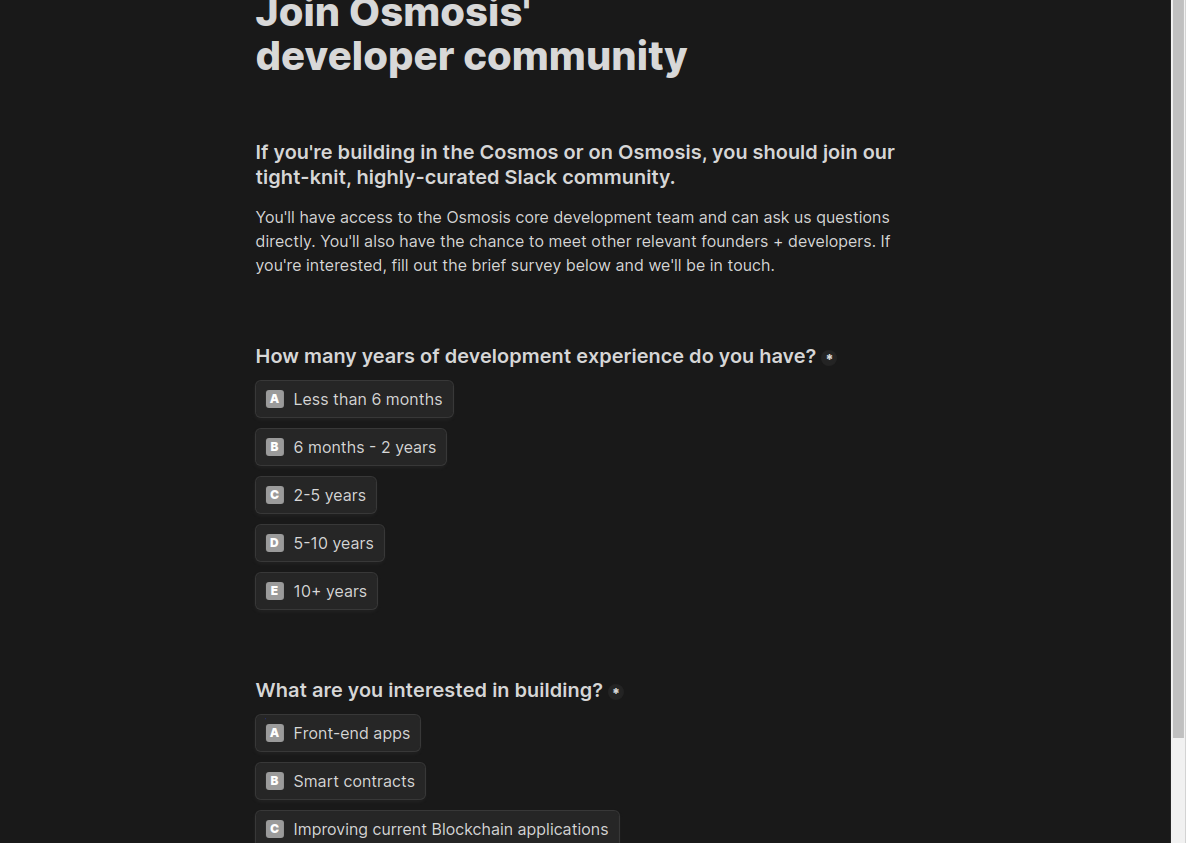 Join Osmosis'
developer community
If you're building in the Cosmos or on Osmosis, you should join our
tight-knit, highly-curated Slack community.
You'll have access to the Osmosis core development team and can ask us questions
directly. You'll also have the chance to meet other relevant founders + developers. If
you're interested, fill out the brief survey below and we'll be in touch.
How many years of development experience do you have? *
A Less than 6 months
B 6 months - 2 years
C 2-5 years
D 5-10 years
E 10+ years
What are you interested in building? *
A Front-end apps
B Smart contracts
C Improving current Blockchain applications